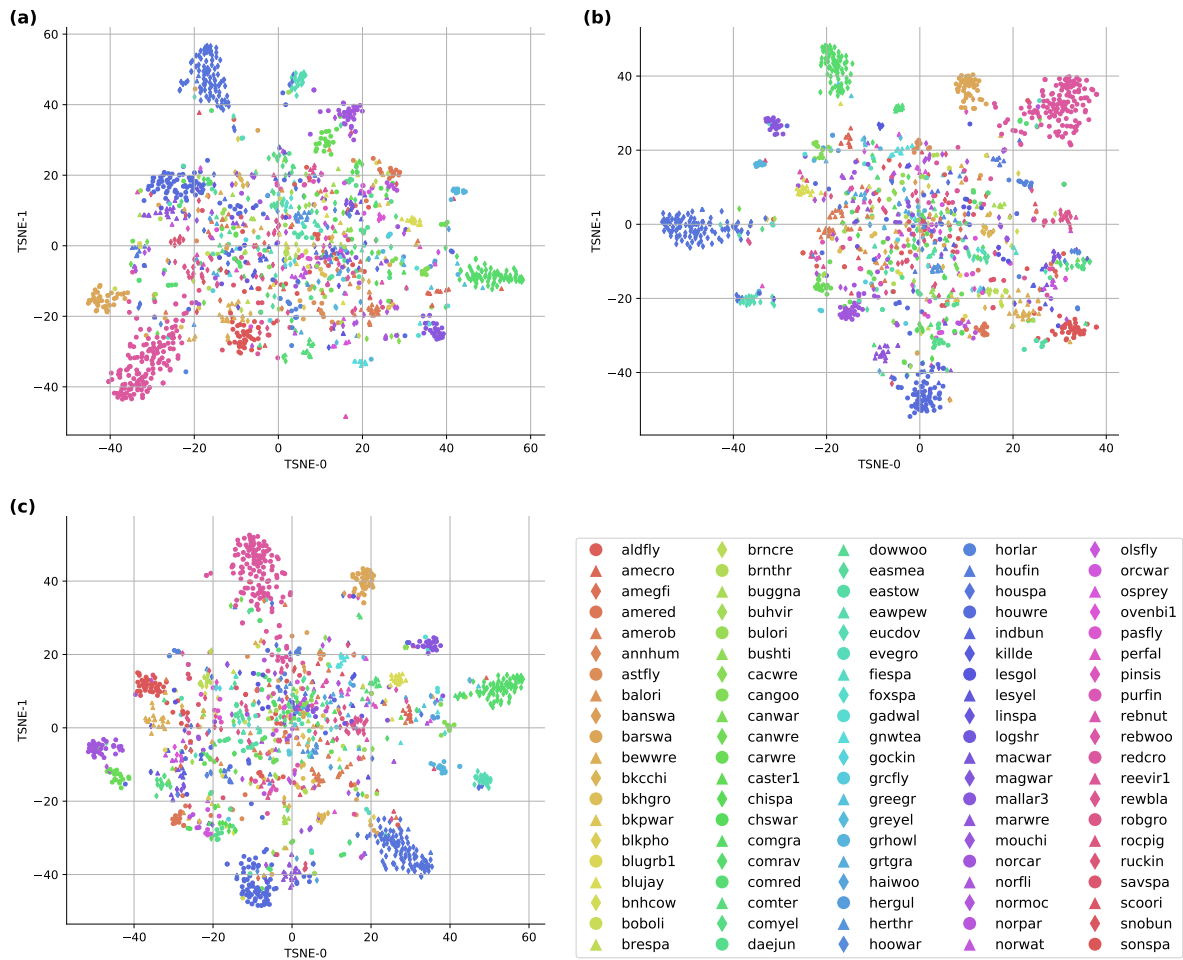 (a)
60
40
20
0
−20
−40
TSNE-1
−40 −20 0 20 40 60
TSNE-0
(b)
40
20
0
−20
−40
TSNE-1
−40 −20 0 20 40
TSNE-0
(c)
40
20
0
−20
−40
TSNE-1
−40 −20 0 20 40 60
TSNE-0
aldfly
amecro
amegfi
amered
amerob
annhum
astfly
balori
banswa
barswa
bewwre
bkcchi
bkhgro
bkpwar
blkpho
blugrb1
blujay
bnhcow
boboli
brespa
brncre
brnthr
buggna
buhvir
bulori
bushti
cacwre
cangoo
canwar
canwre
carwre
caster1
chispa
chswar
comgra
comrav
comred
comter
comyel
daejun
dowwoo
easmea
eastow
eawpew
eucdov
evegro
fiespa
foxspa
gadwal
gnwtea
gockin
grcfly
greegr
greyel
grhowl
grtgra
haiwoo
hergul
herthr
hoowar
horlar
houfin
houspa
houwre
indbun
killde
lesgol
lesyel
linspa
logshr
macwar
magwar
mallar3
marwre
mouchi
norcar
norfli
normoc
norpar
norwat
olsfly
orcwar
osprey
ovenbi1
pasfly
perfal
pinsis
purfin
rebnut
rebwoo
redcro
reevir1
rewbla
robgro
rocpig
ruckin
savspa
scoori
snobun
sonspa